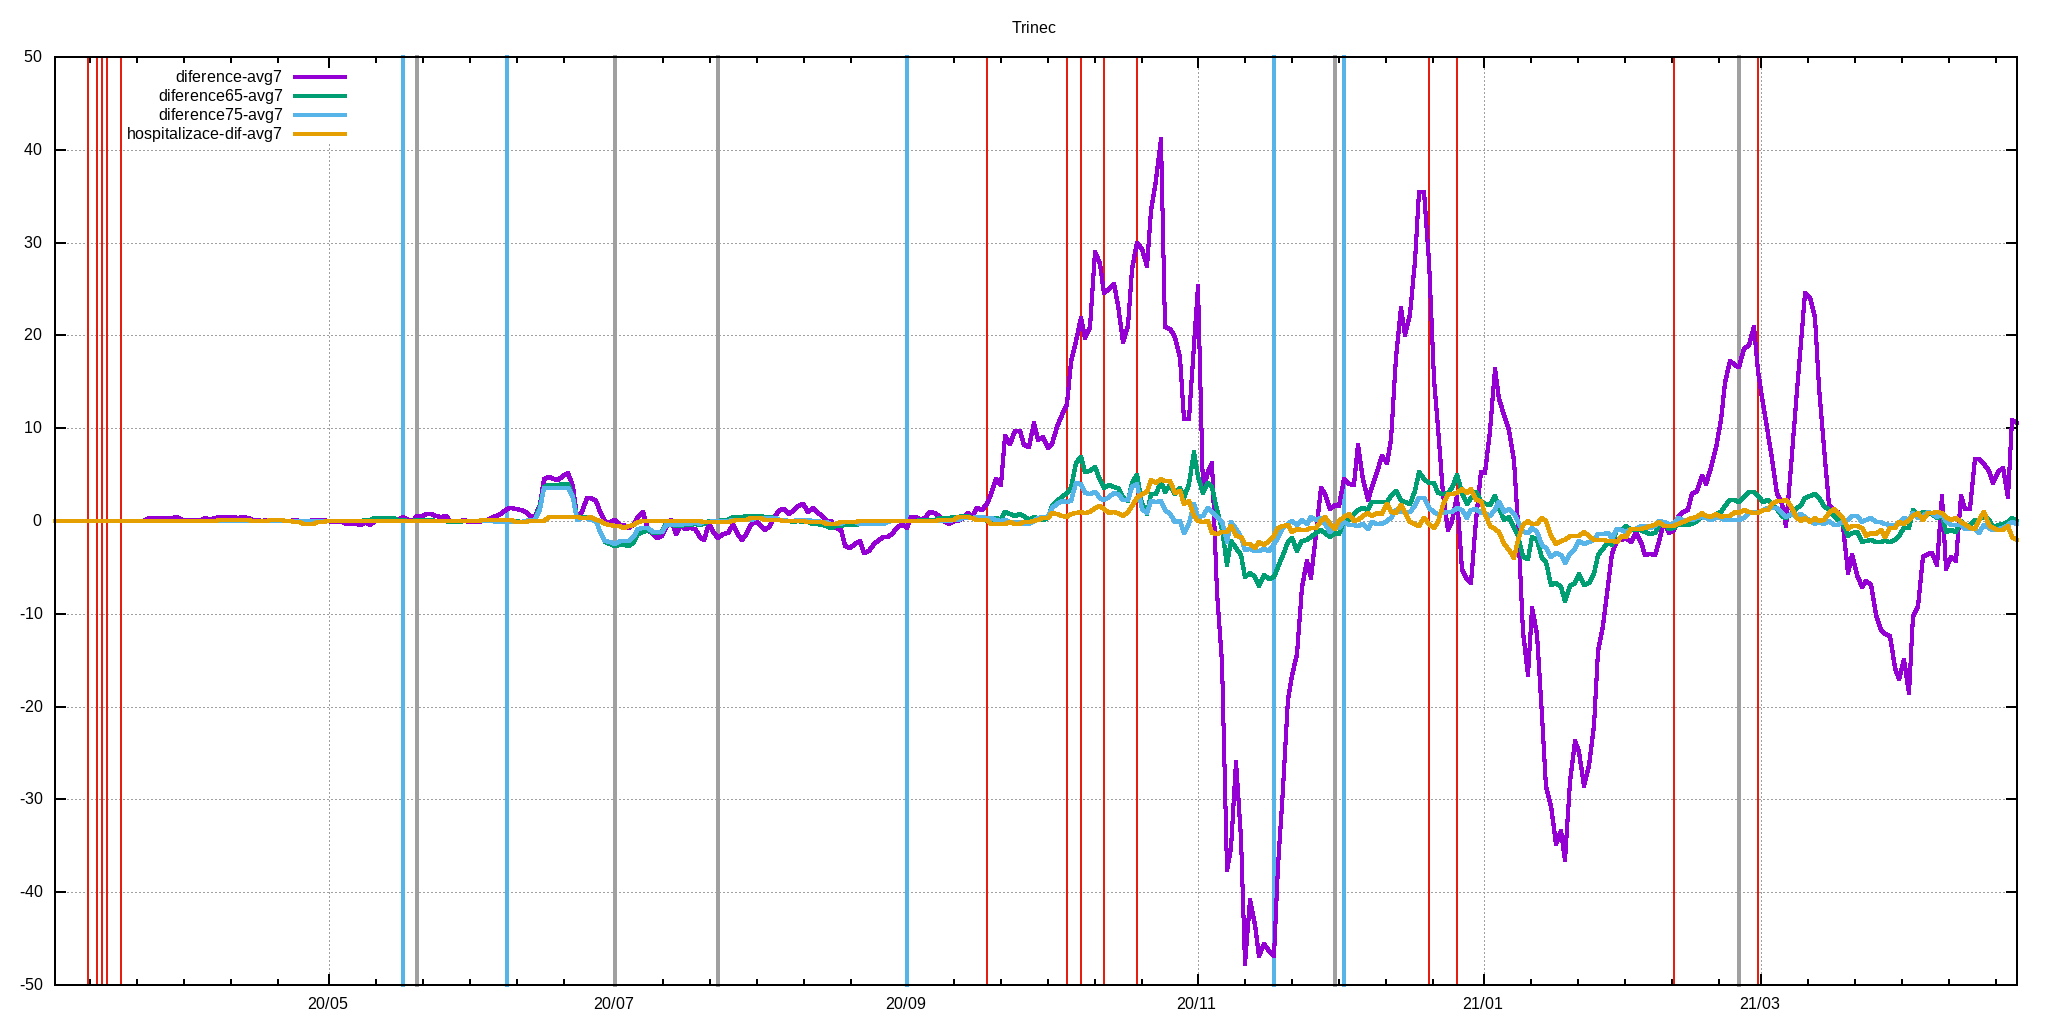 Trinec
diference-avg7
diference65-avg7
diference75-avg7
hospitalizace-dif-avg7
50
40
30
20
10
0
-10
-20
-30
-40
-50
20/05 20/07 20/09 20/11 21/01 21/03